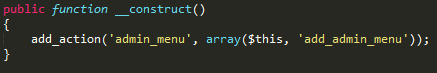 public function __construct()
{
    add_action('admin_menu', array($this, 'add_admin_menu'));
}